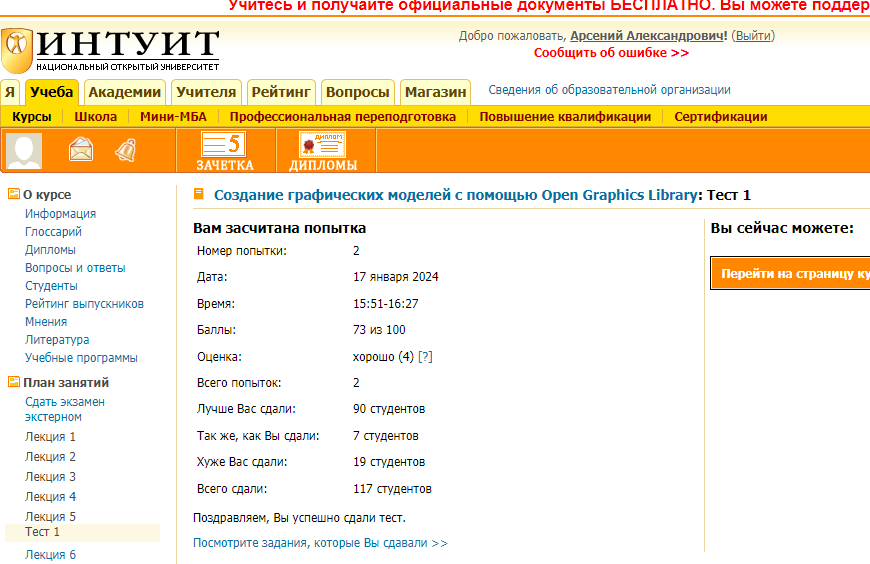 Учитесь и получайте официальные документы БЕСПЛАТНО. Вы можете поддер
ИНТУИТ
НАЦИОНАЛЬНЫЙ ОТКРЫТЫЙ УНИВЕРСИТЕТ
Добро пожаловать, Арсений Александрович! (Выйти)
Сообщить об ошибке >>
Я Учеба Академии Учителя Рейтинг Вопросы Магазин Сведения об образовательной организации
Курсы Школа Мини-МБА Профессиональная переподготовка Повышение квалификации Сертификации
5
ЗАЧЕТКА
ДИПЛОМ
ДИПЛОМЫ
О курсе
Информация
Глоссарий
Дипломы
Вопросы и ответы
Студенты
Рейтинг выпускников
Мнения
Литература
Учебные программы
План занятий
Сдать экзамен
экстерном
Лекция 1
Лекция 2
Лекция 3
Лекция 4
Лекция 5
Тест 1
Лекция 6
Создание графических моделей с помощью Open Graphics Library: Тест 1
Вам засчитана попытка
Номер попытки: 2
Дата: 17 января 2024
Время: 15:51-16:27
Баллы: 73 из 100
Оценка: хорошо (4) [?]
Всего попыток: 2
Лучше Вас сдали: 90 студентов
Так же, как Вы сдали: 7 студентов
Хуже Вас сдали: 19 студентов
Всего сдали: 117 студентов
Поздравляем, Вы успешно сдали тест.
Посмотрите задания, которые Вы сдавали >>
Вы сейчас можете:
Перейти на страницу ку